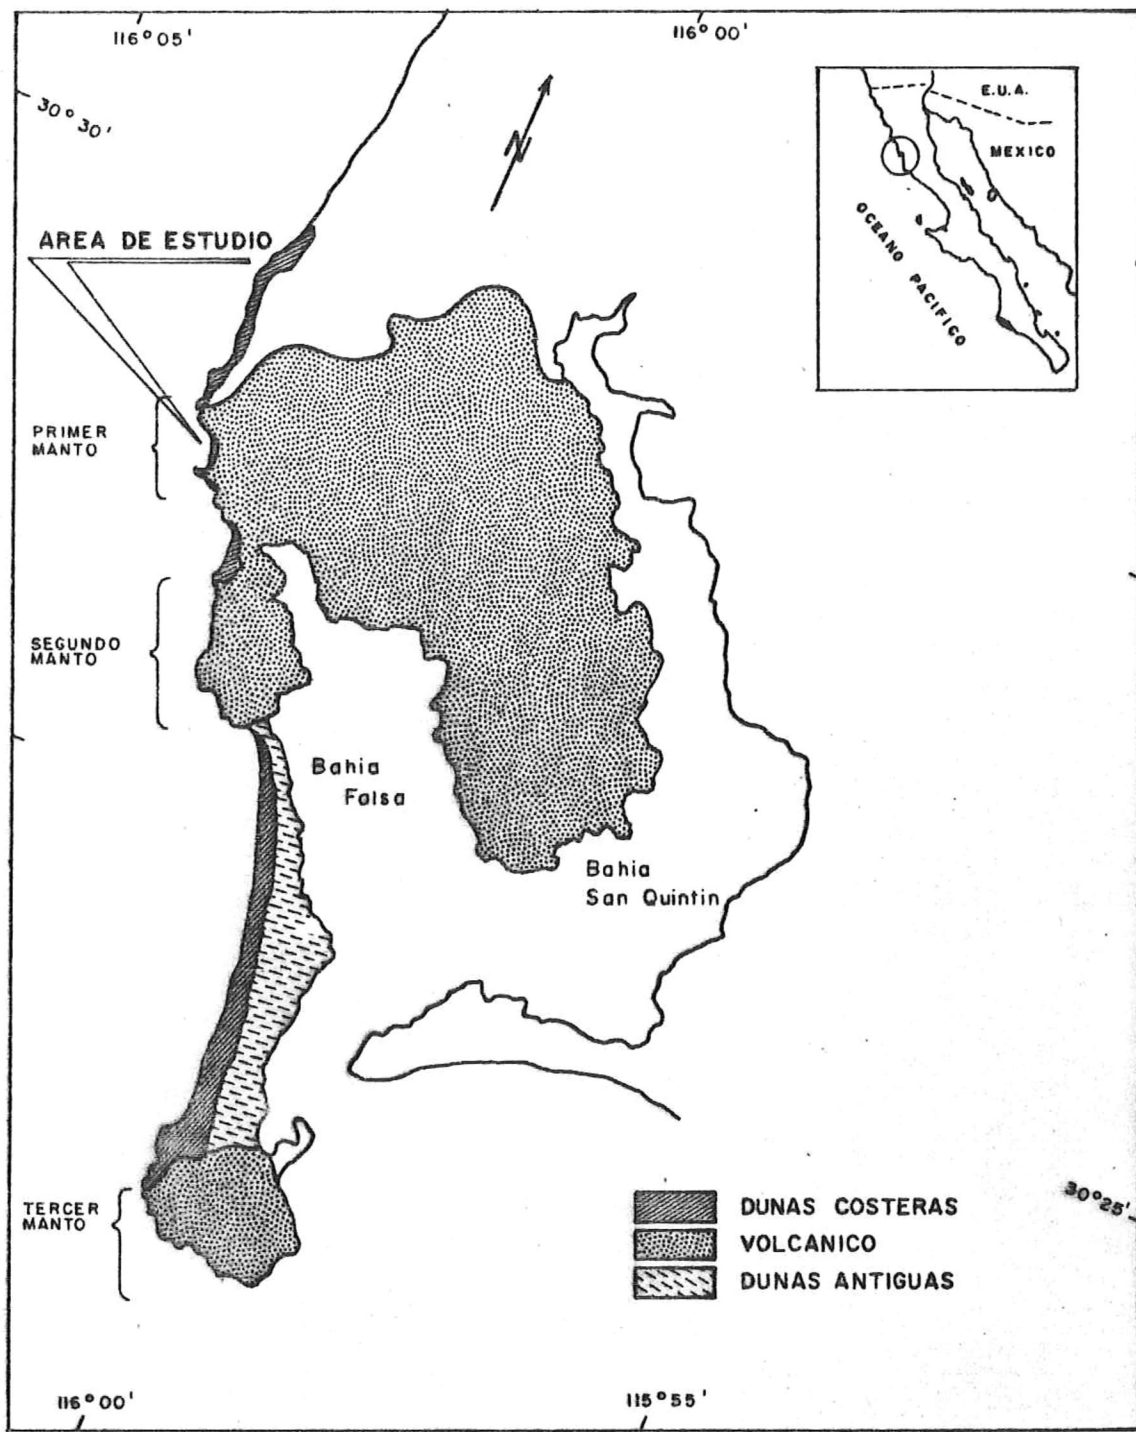 116° 05'
116° 00'
30° 30'
N
E.U.A.
MEXICO
OCEANO PACIFICO
AREA DE ESTUDIO
PRIMER
MANTO
SEGUNDO
MANTO
Bahia
Falsa
Bahia
San Quintin
TERCER
MANTO
30° 25'
DUNAS COSTERAS
VOLCANICO
DUNAS ANTIGUAS
116° 00'
115° 55'